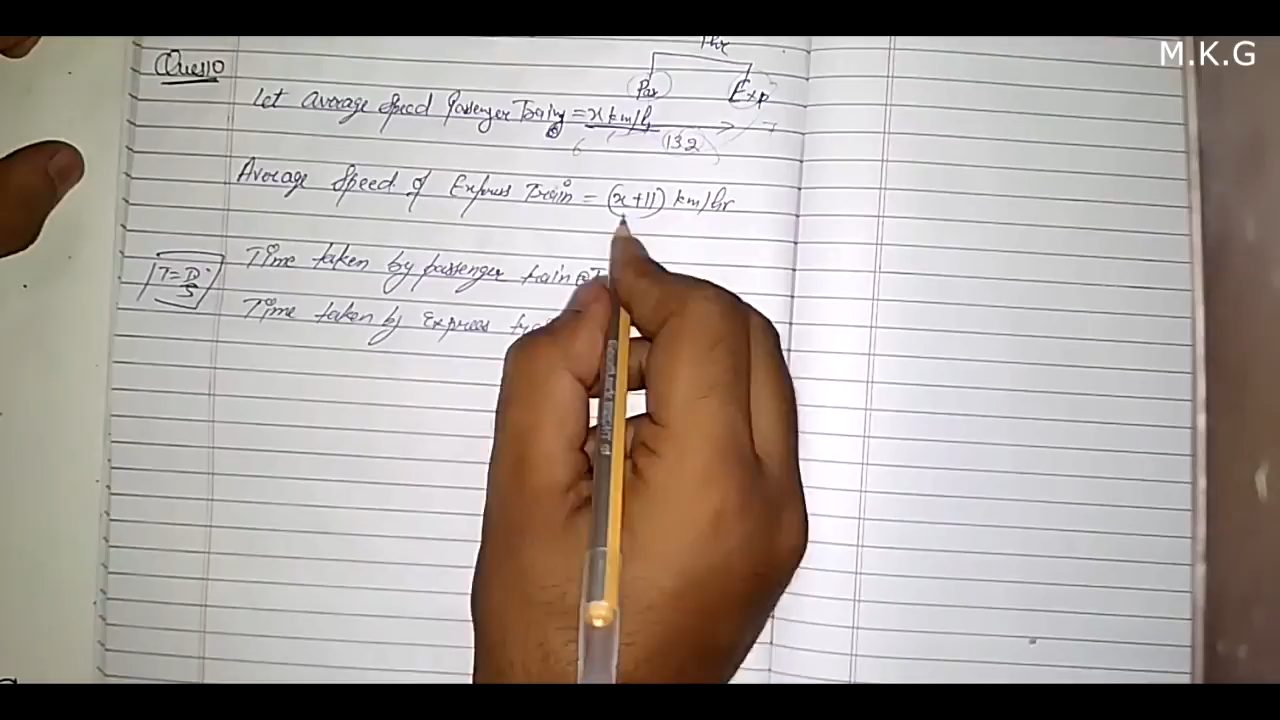 M.K.G
Ques10
1hr
Pas Exp
Let average speed Passenger Train = x km/h
132
Average Speed of Express Train = (x+11) km/hr
Time taken by passenger train
T=D/S
Time taken by Express